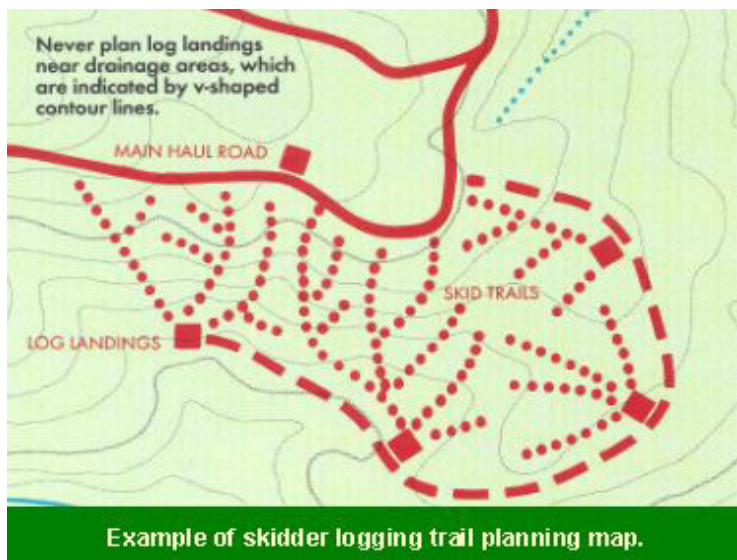 Never plan log landings
near drainage areas, which
are indicated by v-shaped
contour lines.
MAIN HAUL ROAD
SKID TRAILS
LOG LANDINGS
Example of skidder logging trail planning map.